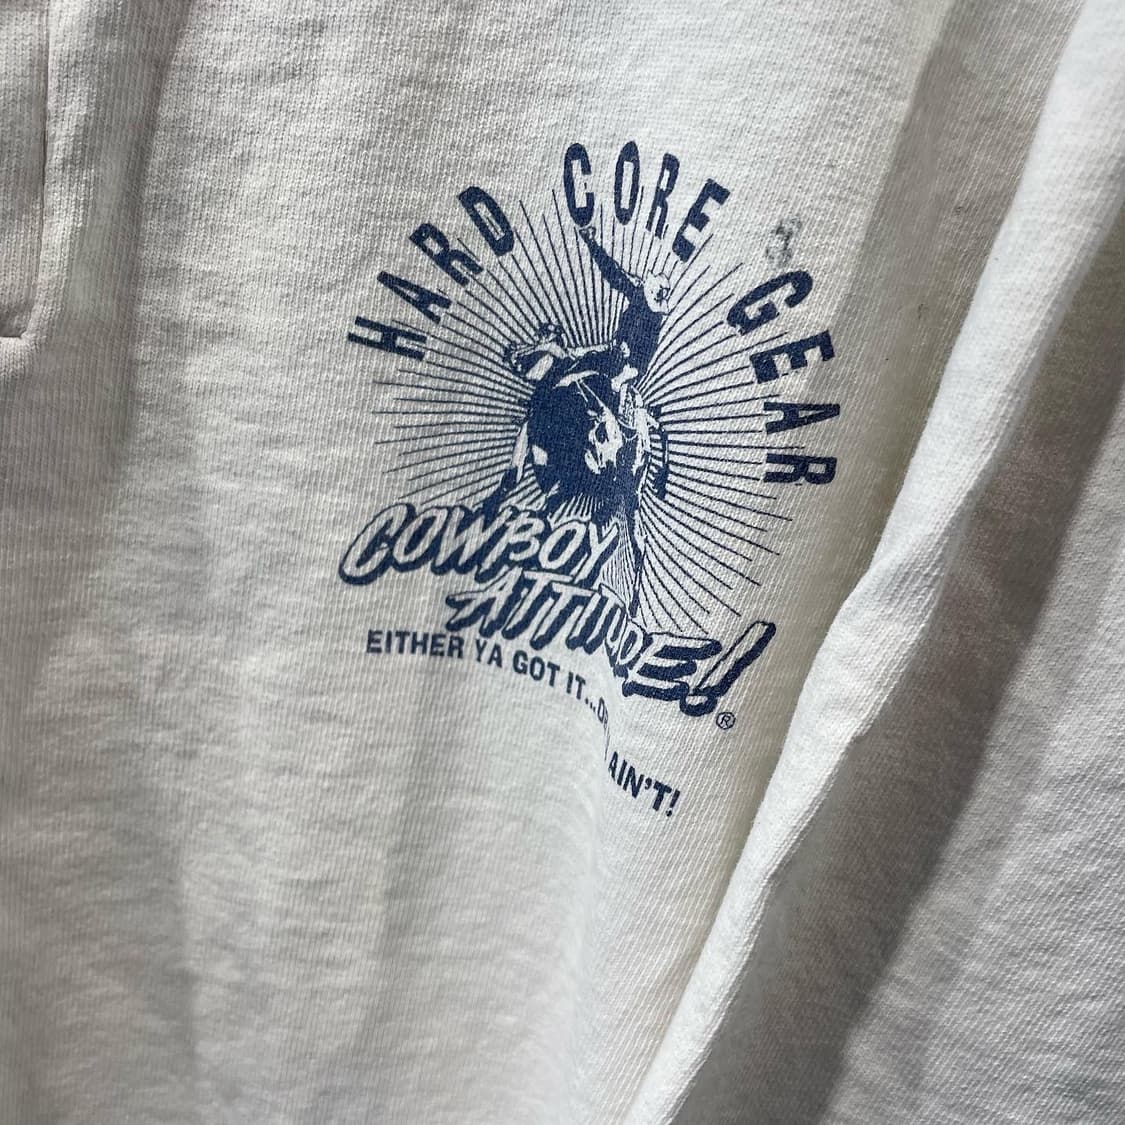 HARD CORE GEAR
COWBOY
ATTITUDE!
®
EITHER YA GOT IT... AIN'T!